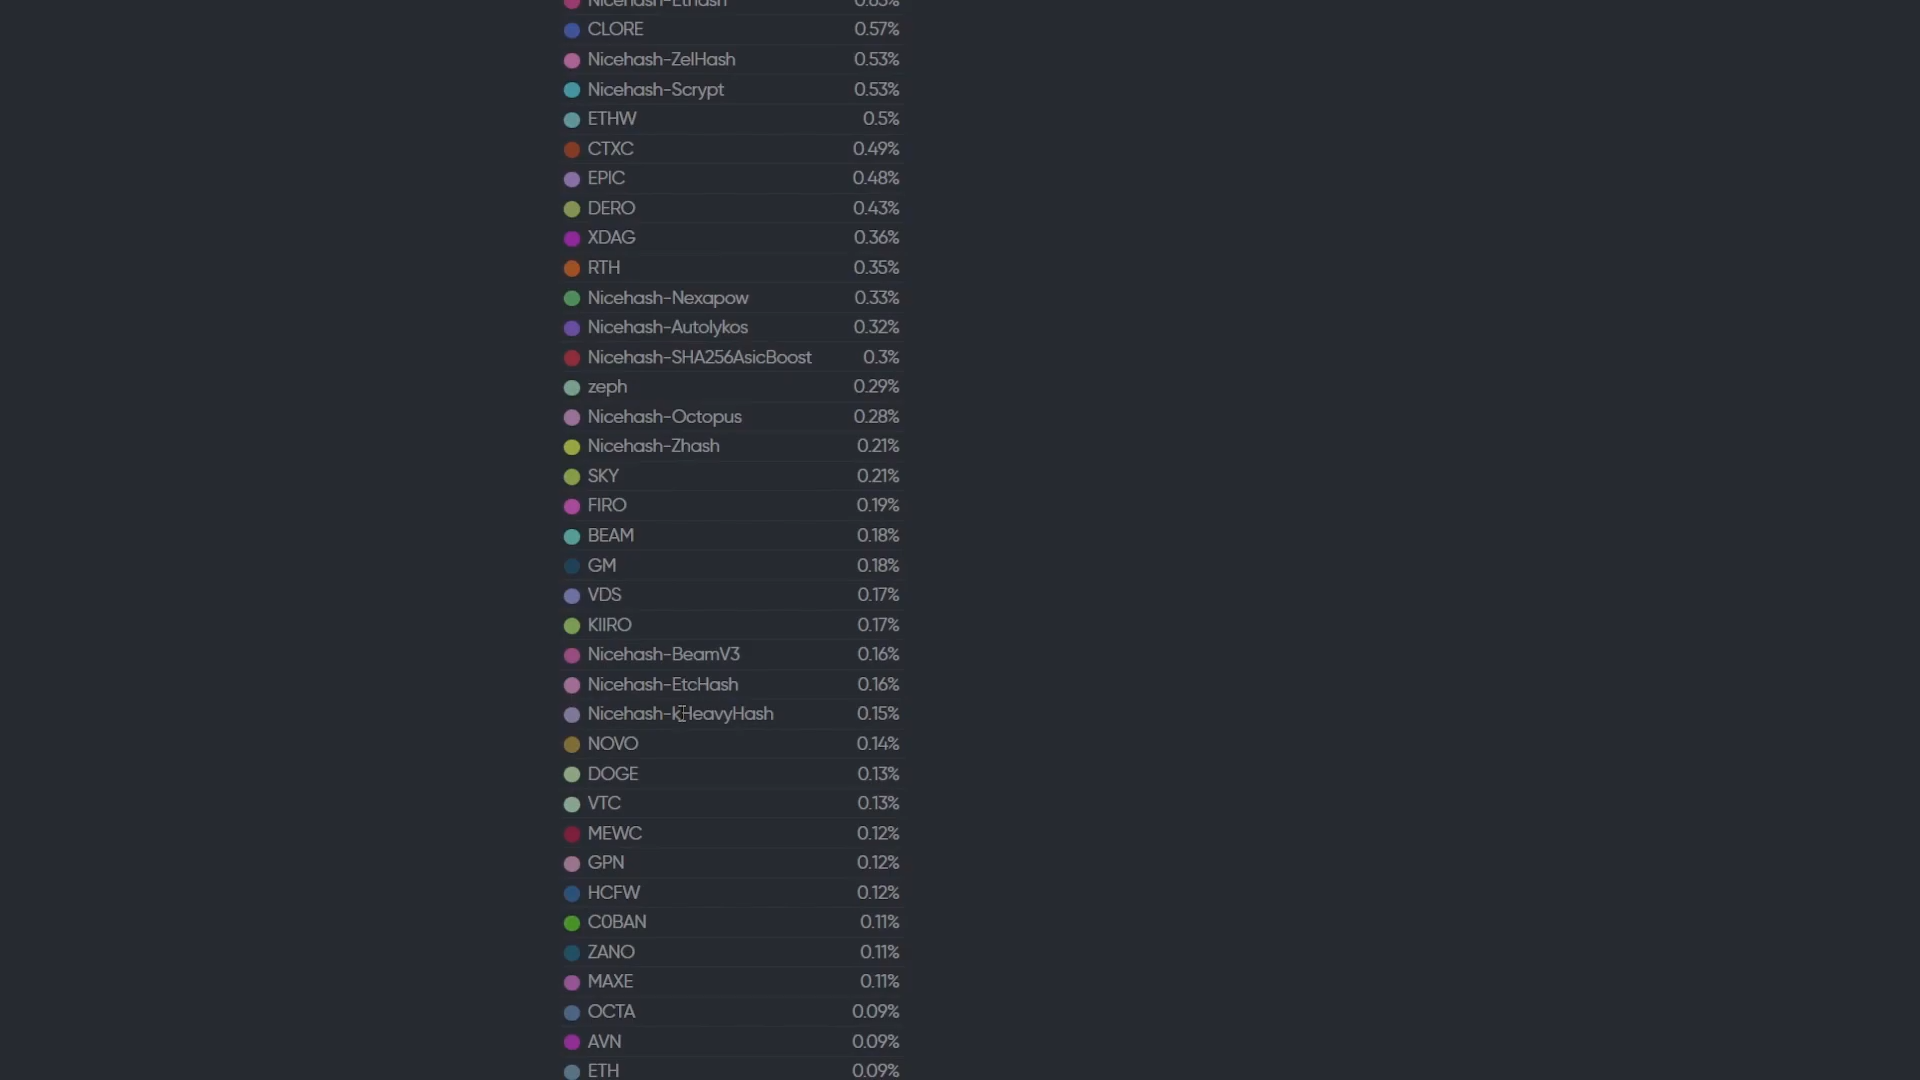 Nicehash-Ethash 0.63%
CLORE 0.57%
Nicehash-ZelHash 0.53%
Nicehash-Scrypt 0.53%
ETHW 0.5%
CTXC 0.49%
EPIC 0.48%
DERO 0.43%
XDAG 0.36%
RTH 0.35%
Nicehash-Nexapow 0.33%
Nicehash-Autolykos 0.32%
Nicehash-SHA256AsicBoost 0.3%
zeph 0.29%
Nicehash-Octopus 0.28%
Nicehash-Zhash 0.21%
SKY 0.21%
FIRO 0.19%
BEAM 0.18%
GM 0.18%
VDS 0.17%
KIIRO 0.17%
Nicehash-BeamV3 0.16%
Nicehash-EtcHash 0.16%
Nicehash-kHeavyHash 0.15%
NOVO 0.14%
DOGE 0.13%
VTC 0.13%
MEWC 0.12%
GPN 0.12%
HCFW 0.12%
C0BAN 0.11%
ZANO 0.11%
MAXE 0.11%
OCTA 0.09%
AVN 0.09%
ETH 0.09%